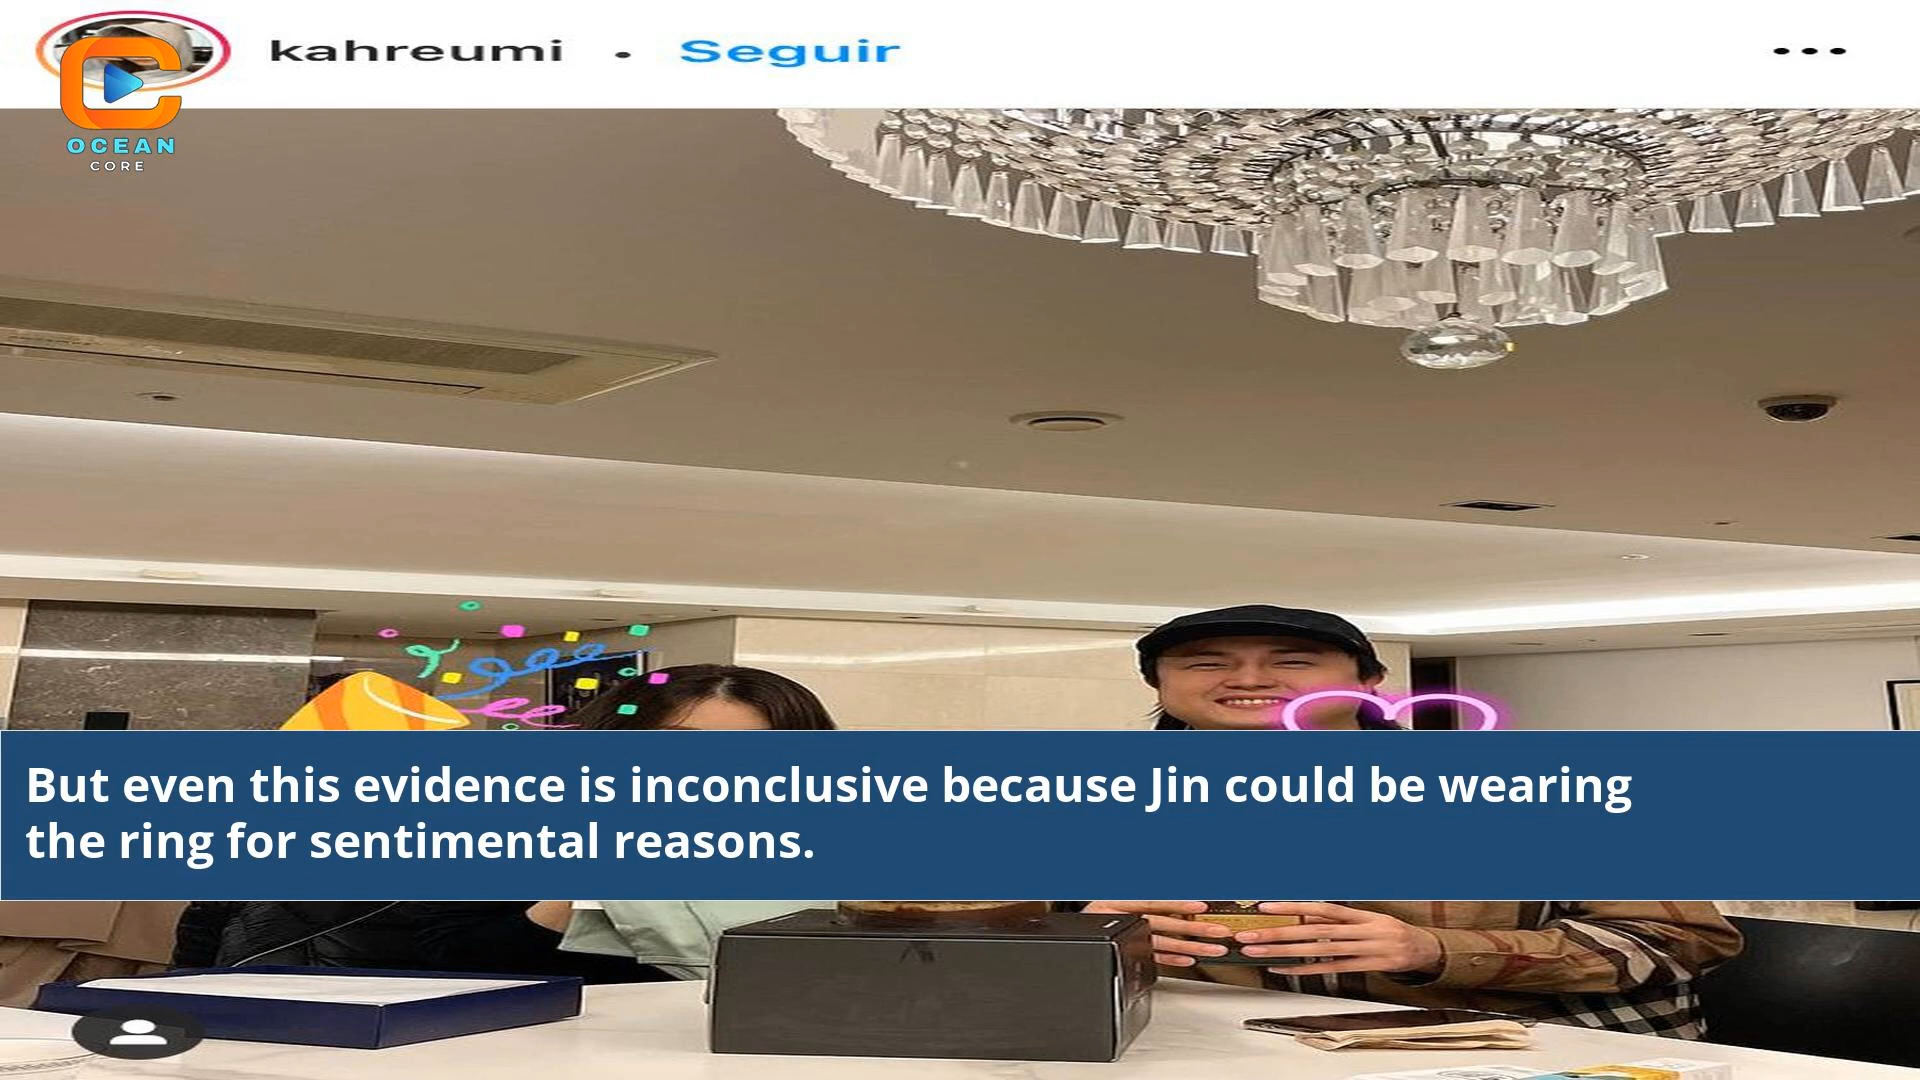 kahreumi • Seguir
OCEAN
CORE
But even this evidence is inconclusive because Jin could be wearing
the ring for sentimental reasons.